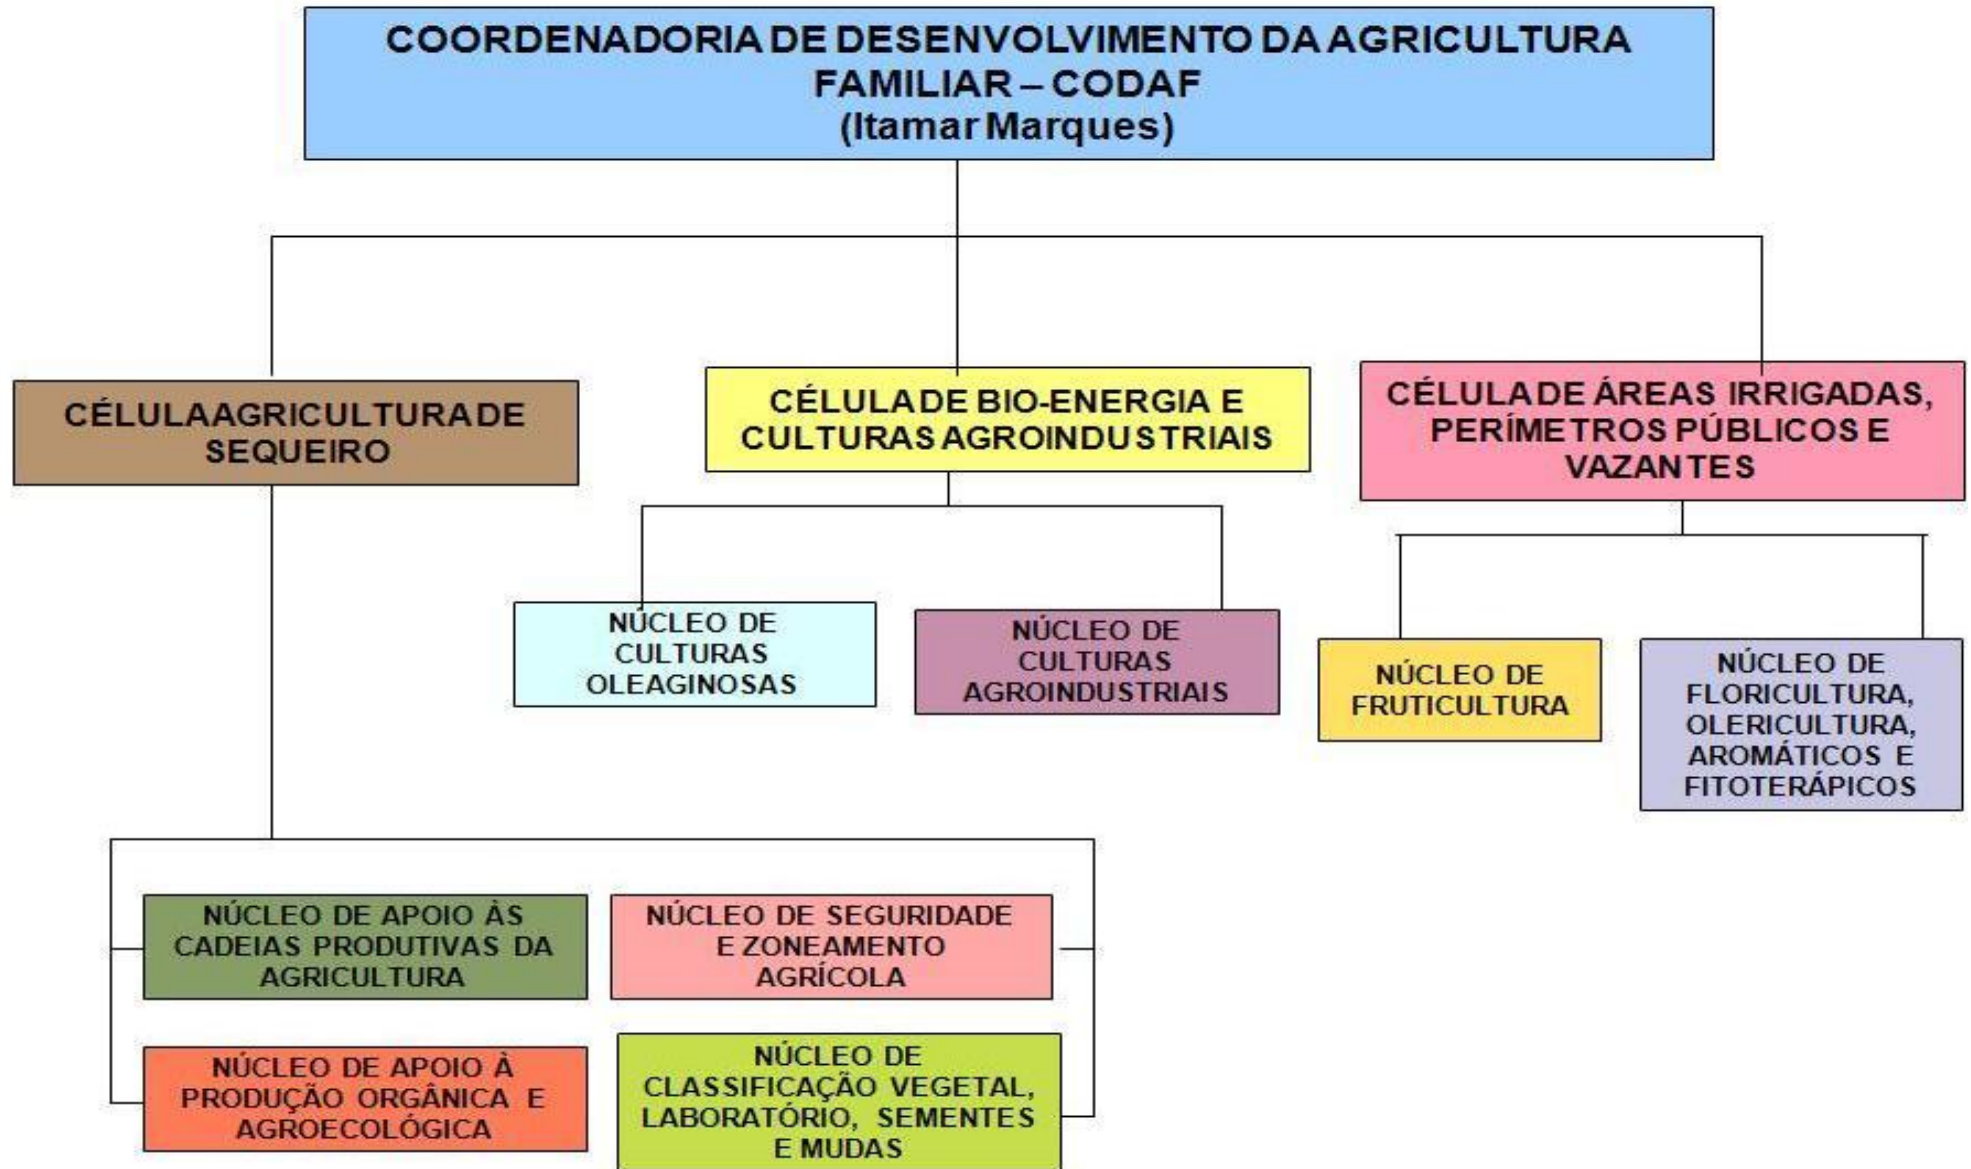 COORDENADORIA DE DESENVOLVIMENTO DA AGRICULTURA
FAMILIAR – CODAF
(Itamar Marques)
CÉLULA AGRICULTURA DE
SEQUEIRO
CÉLULA DE BIO-ENERGIA E
CULTURAS AGROINDUSTRIAIS
CÉLULA DE ÁREAS IRRIGADAS,
PERÍMETROS PÚBLICOS E
VAZANTES
NÚCLEO DE
CULTURAS
OLEAGINOSAS
NÚCLEO DE
CULTURAS
AGROINDUSTRIAIS
NÚCLEO DE
FRUTICULTURA
NÚCLEO DE
FLORICULTURA,
OLERICULTURA,
AROMÁTICOS E
FITOTERÁPICOS
NÚCLEO DE APOIO ÀS
CADEIAS PRODUTIVAS DA
AGRICULTURA
NÚCLEO DE SEGURIDADE
E ZONEAMENTO
AGRÍCOLA
NÚCLEO DE APOIO À
PRODUÇÃO ORGÂNICA E
AGROECOLÓGICA
NÚCLEO DE
CLASSIFICAÇÃO VEGETAL,
LABORATÓRIO, SEMENTES
E MUDAS